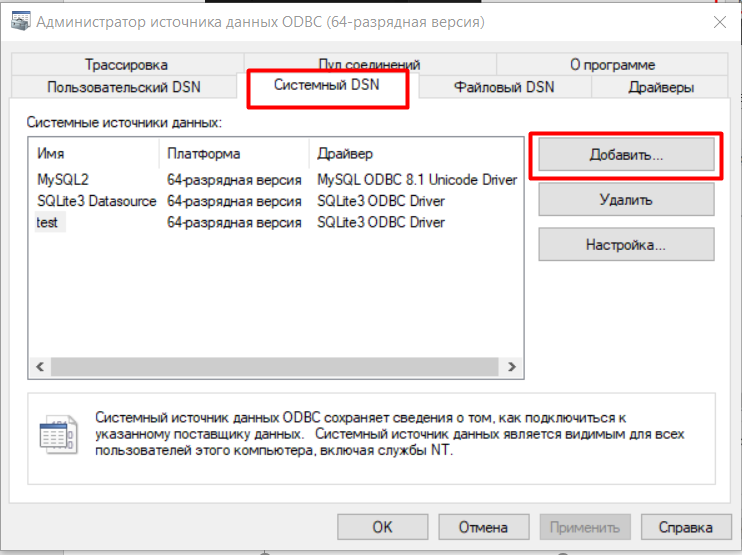 Администратор источника данных ODBC (64-разрядная версия)
Трассировка Пул соединений О программе
Пользовательский DSN Системный DSN Файловый DSN Драйверы
Системные источники данных:
Имя Платформа Драйвер
MySQL2 64-разрядная версия MySQL ODBC 8.1 Unicode Driver
SQLite3 Datasource 64-разрядная версия SQLite3 ODBC Driver
test 64-разрядная версия SQLite3 ODBC Driver
Добавить...
Удалить
Настройка...
Системный источник данных ODBC сохраняет сведения о том, как подключиться к
указанному поставщику данных. Системный источник данных является видимым для всех
пользователей этого компьютера, включая службы NT.
OK Отмена Применить Справка